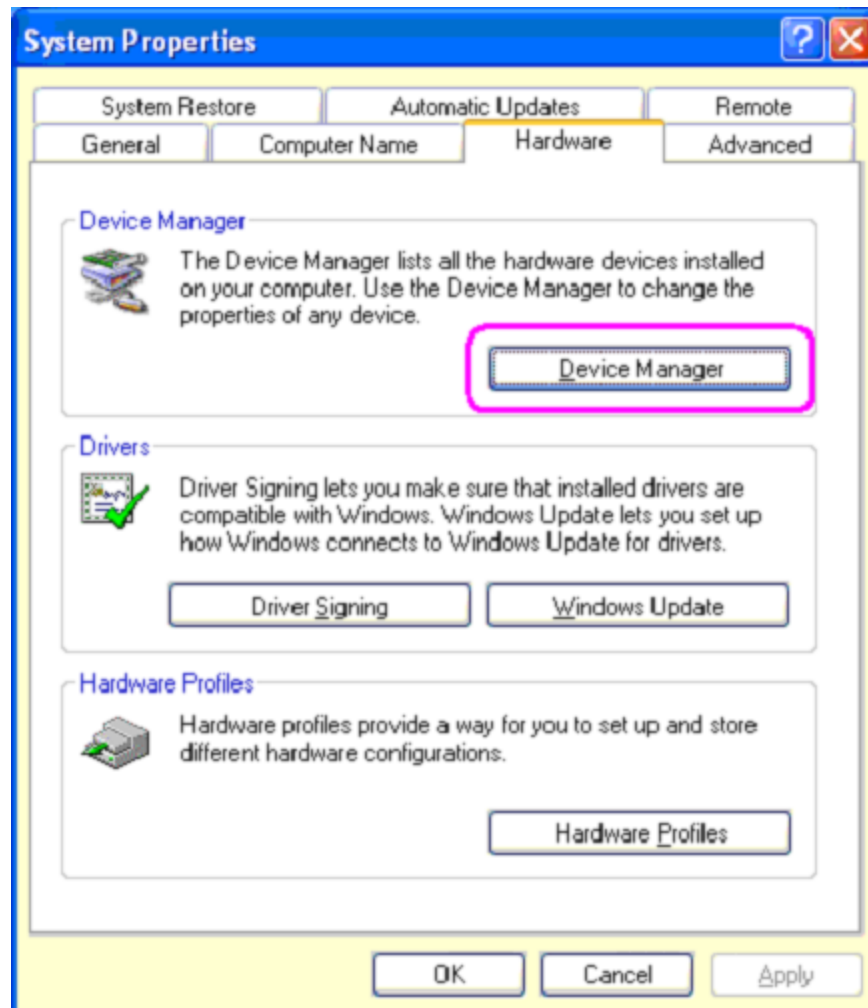 System Properties
System Restore Automatic Updates Remote
General Computer Name Hardware Advanced
Device Manager
The Device Manager lists all the hardware devices installed
on your computer. Use the Device Manager to change the
properties of any device.
Device Manager
Drivers
Driver Signing lets you make sure that installed drivers are
compatible with Windows. Windows Update lets you set up
how Windows connects to Windows Update for drivers.
Driver Signing Windows Update
Hardware Profiles
Hardware profiles provide a way for you to set up and store
different hardware configurations.
Hardware Profiles
OK Cancel Apply